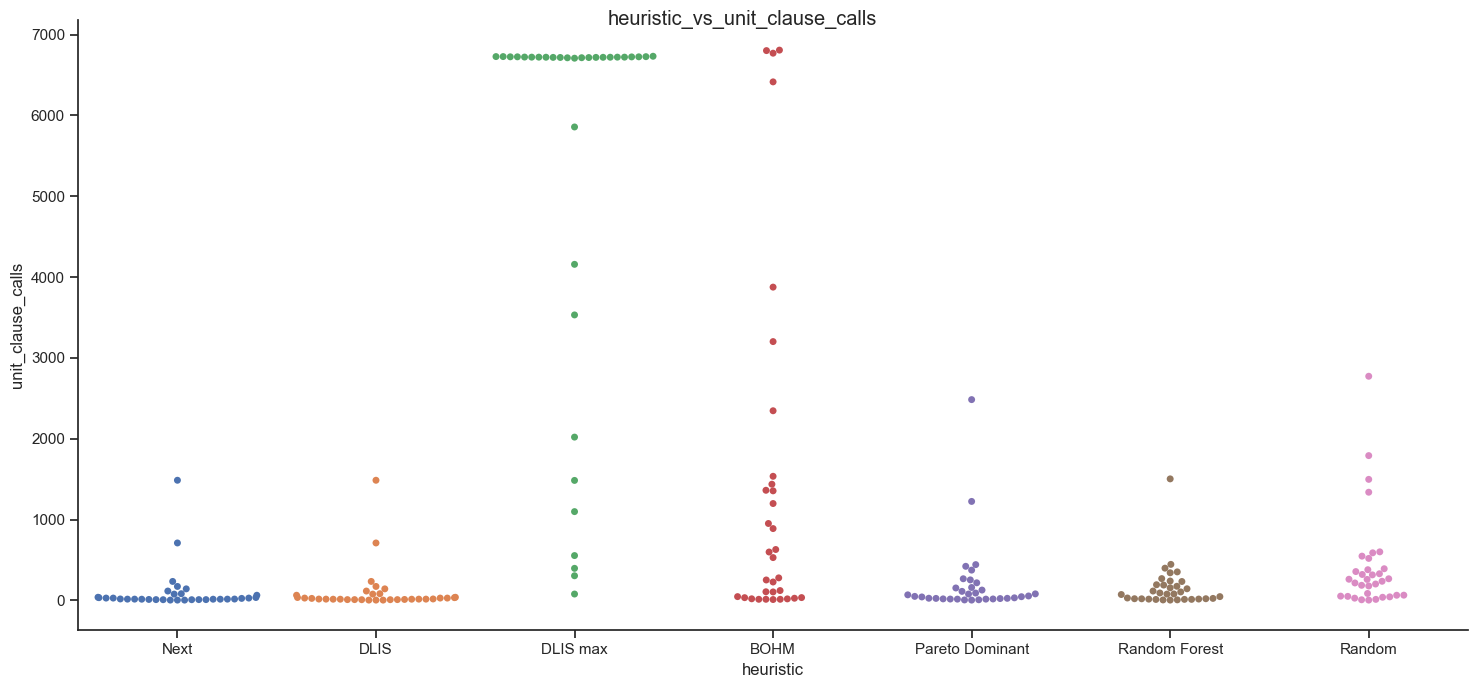 heuristic_vs_unit_clause_calls
7000
6000
5000
4000
3000
2000
1000
0
unit_clause_calls
Next DLIS DLIS max BOHM Pareto Dominant Random Forest Random
heuristic